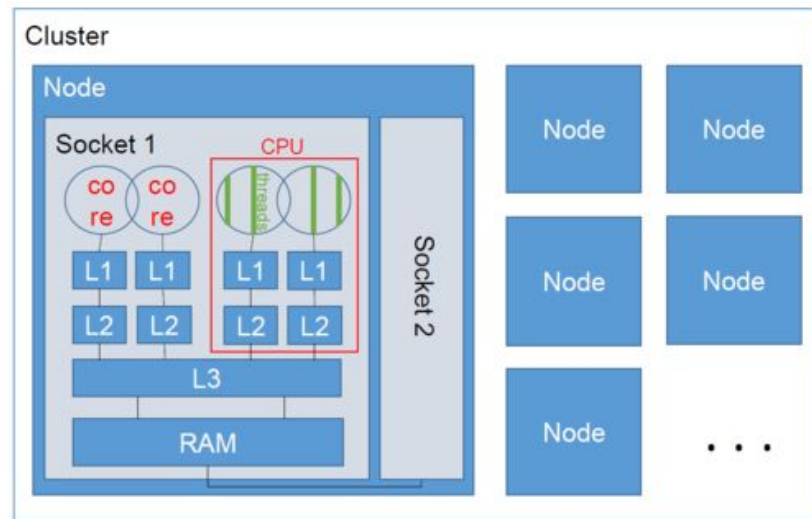 Cluster
Node
Socket 1
CPU
co
re
co
re
threads
L1
L1
L1
L1
L2
L2
L2
L2
L3
RAM
Socket 2
Node
Node
Node
Node
Node
. . .